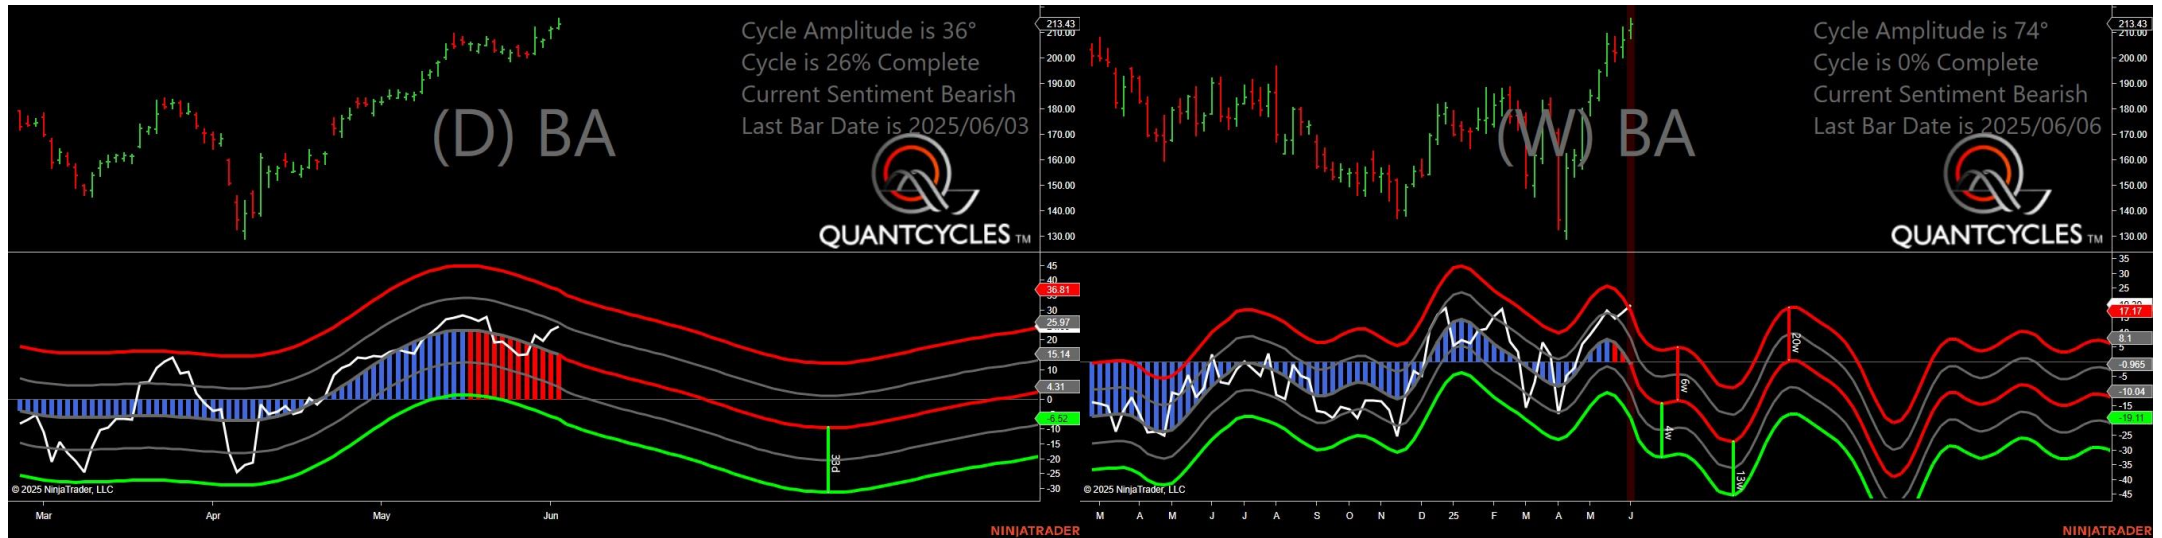 Cycle Amplitude is 36°
Cycle is 26% Complete
Current Sentiment Bearish
Last Bar Date is 2025/06/03
(D) BA
QUANTCYCLES TM
213.43
210.00
200.00
190.00
180.00
170.00
160.00
150.00
140.00
130.00
45
36.81
35
30
25.97
20
15.14
10
4.31
0
-6.52
-10
-15
-20
-25
-30
33d
© 2025 NinjaTrader, LLC
Mar Apr May Jun
NINJATRADER
Cycle Amplitude is 74°
Cycle is 0% Complete
Current Sentiment Bearish
Last Bar Date is 2025/06/06
(W) BA
QUANTCYCLES TM
213.43
210.00
200.00
190.00
180.00
170.00
160.00
150.00
140.00
130.00
35
30
25
17.17
8.1
5
-0.965
-5
-10.04
-15
-19.11
-25
-30
-35
-40
-45
4w
6w
13w
20w
© 2025 NinjaTrader, LLC
M A M J J A S O N D 25 F M A M J
NINJATRADER